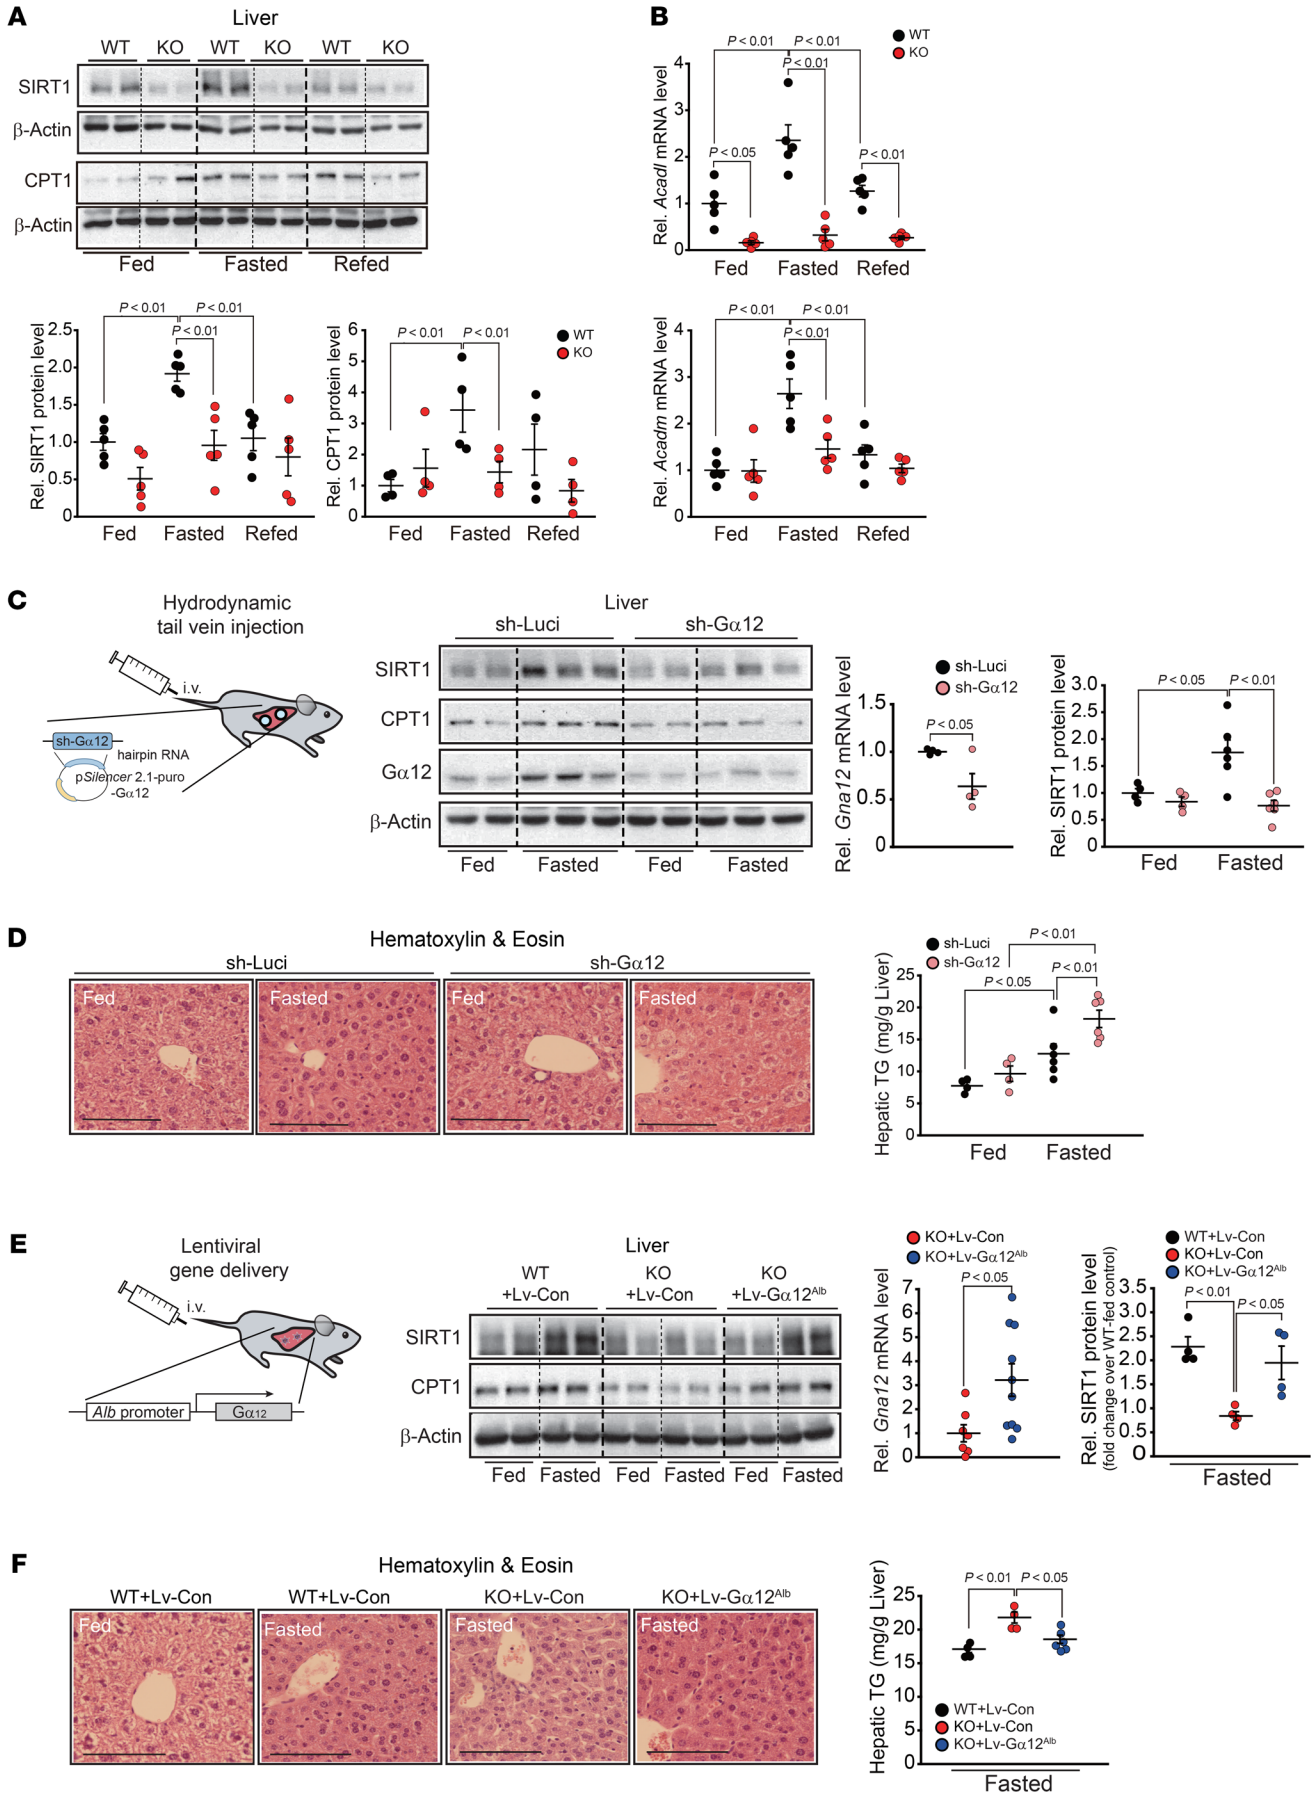 A
Liver
WT KO WT KO WT KO
SIRT1
β-Actin
CPT1
β-Actin
Fed Fasted Refed
P < 0.01 P < 0.01
P < 0.01
Rel. SIRT1 protein level
2.5
2.0
1.5
1.0
0.5
0
Fed Fasted Refed
P < 0.01 P < 0.01
WT
KO
Rel. CPT1 protein level
6
5
4
3
2
1
0
Fed Fasted Refed
B
WT
KO
P < 0.01 P < 0.01
P < 0.01
P < 0.05
P < 0.01
Rel. Acadl mRNA level
4
3
2
1
0
Fed Fasted Refed
P < 0.01 P < 0.01
P < 0.01
Rel. Acadm mRNA level
4
3
2
1
0
Fed Fasted Refed
C
Hydrodynamic
tail vein injection
i.v.
sh-Gα12
hairpin RNA
pSilencer 2.1-puro
-Gα12
Liver
sh-Luci sh-Gα12
SIRT1
CPT1
Gα12
β-Actin
Fed Fasted Fed Fasted
sh-Luci
sh-Gα12
P < 0.05
Rel. Gna12 mRNA level
1.5
1.0
0.5
0
P < 0.05 P < 0.01
Rel. SIRT1 protein level
3.0
2.5
2.0
1.5
1.0
0.5
0
Fed Fasted
D
Hematoxylin & Eosin
sh-Luci sh-Gα12
Fed Fasted Fed Fasted
sh-Luci
sh-Gα12
P < 0.01
P < 0.01
P < 0.05
Hepatic TG (mg/g Liver)
25
20
15
10
5
0
Fed Fasted
E
Lentiviral
gene delivery
i.v.
Alb promoter Gα12
Liver
WT KO KO
+Lv-Con +Lv-Con +Lv-Gα12Alb
SIRT1
CPT1
β-Actin
Fed Fasted Fed Fasted Fed Fasted
KO+Lv-Con
KO+Lv-Gα12Alb
P < 0.05
Rel. Gna12 mRNA level
7
6
5
4
3
2
1
0
WT+Lv-Con
KO+Lv-Con
KO+Lv-Gα12Alb
P < 0.01
P < 0.05
Rel. SIRT1 protein level
(fold change over WT-fed control)
3.5
3.0
2.5
2.0
1.5
1.0
0.5
0
Fasted
F
Hematoxylin & Eosin
WT+Lv-Con WT+Lv-Con KO+Lv-Con KO+Lv-Gα12Alb
Fed Fasted Fasted Fasted
P < 0.01 P < 0.05
Hepatic TG (mg/g Liver)
25
20
15
10
5
0
WT+Lv-Con
KO+Lv-Con
KO+Lv-Gα12Alb
Fasted